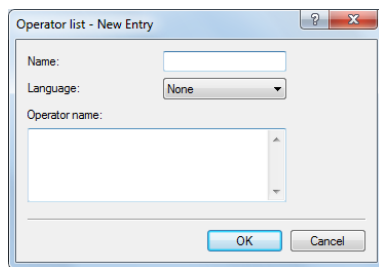 Operator list - New Entry
Name:
Language: None
Operator name:
OK Cancel